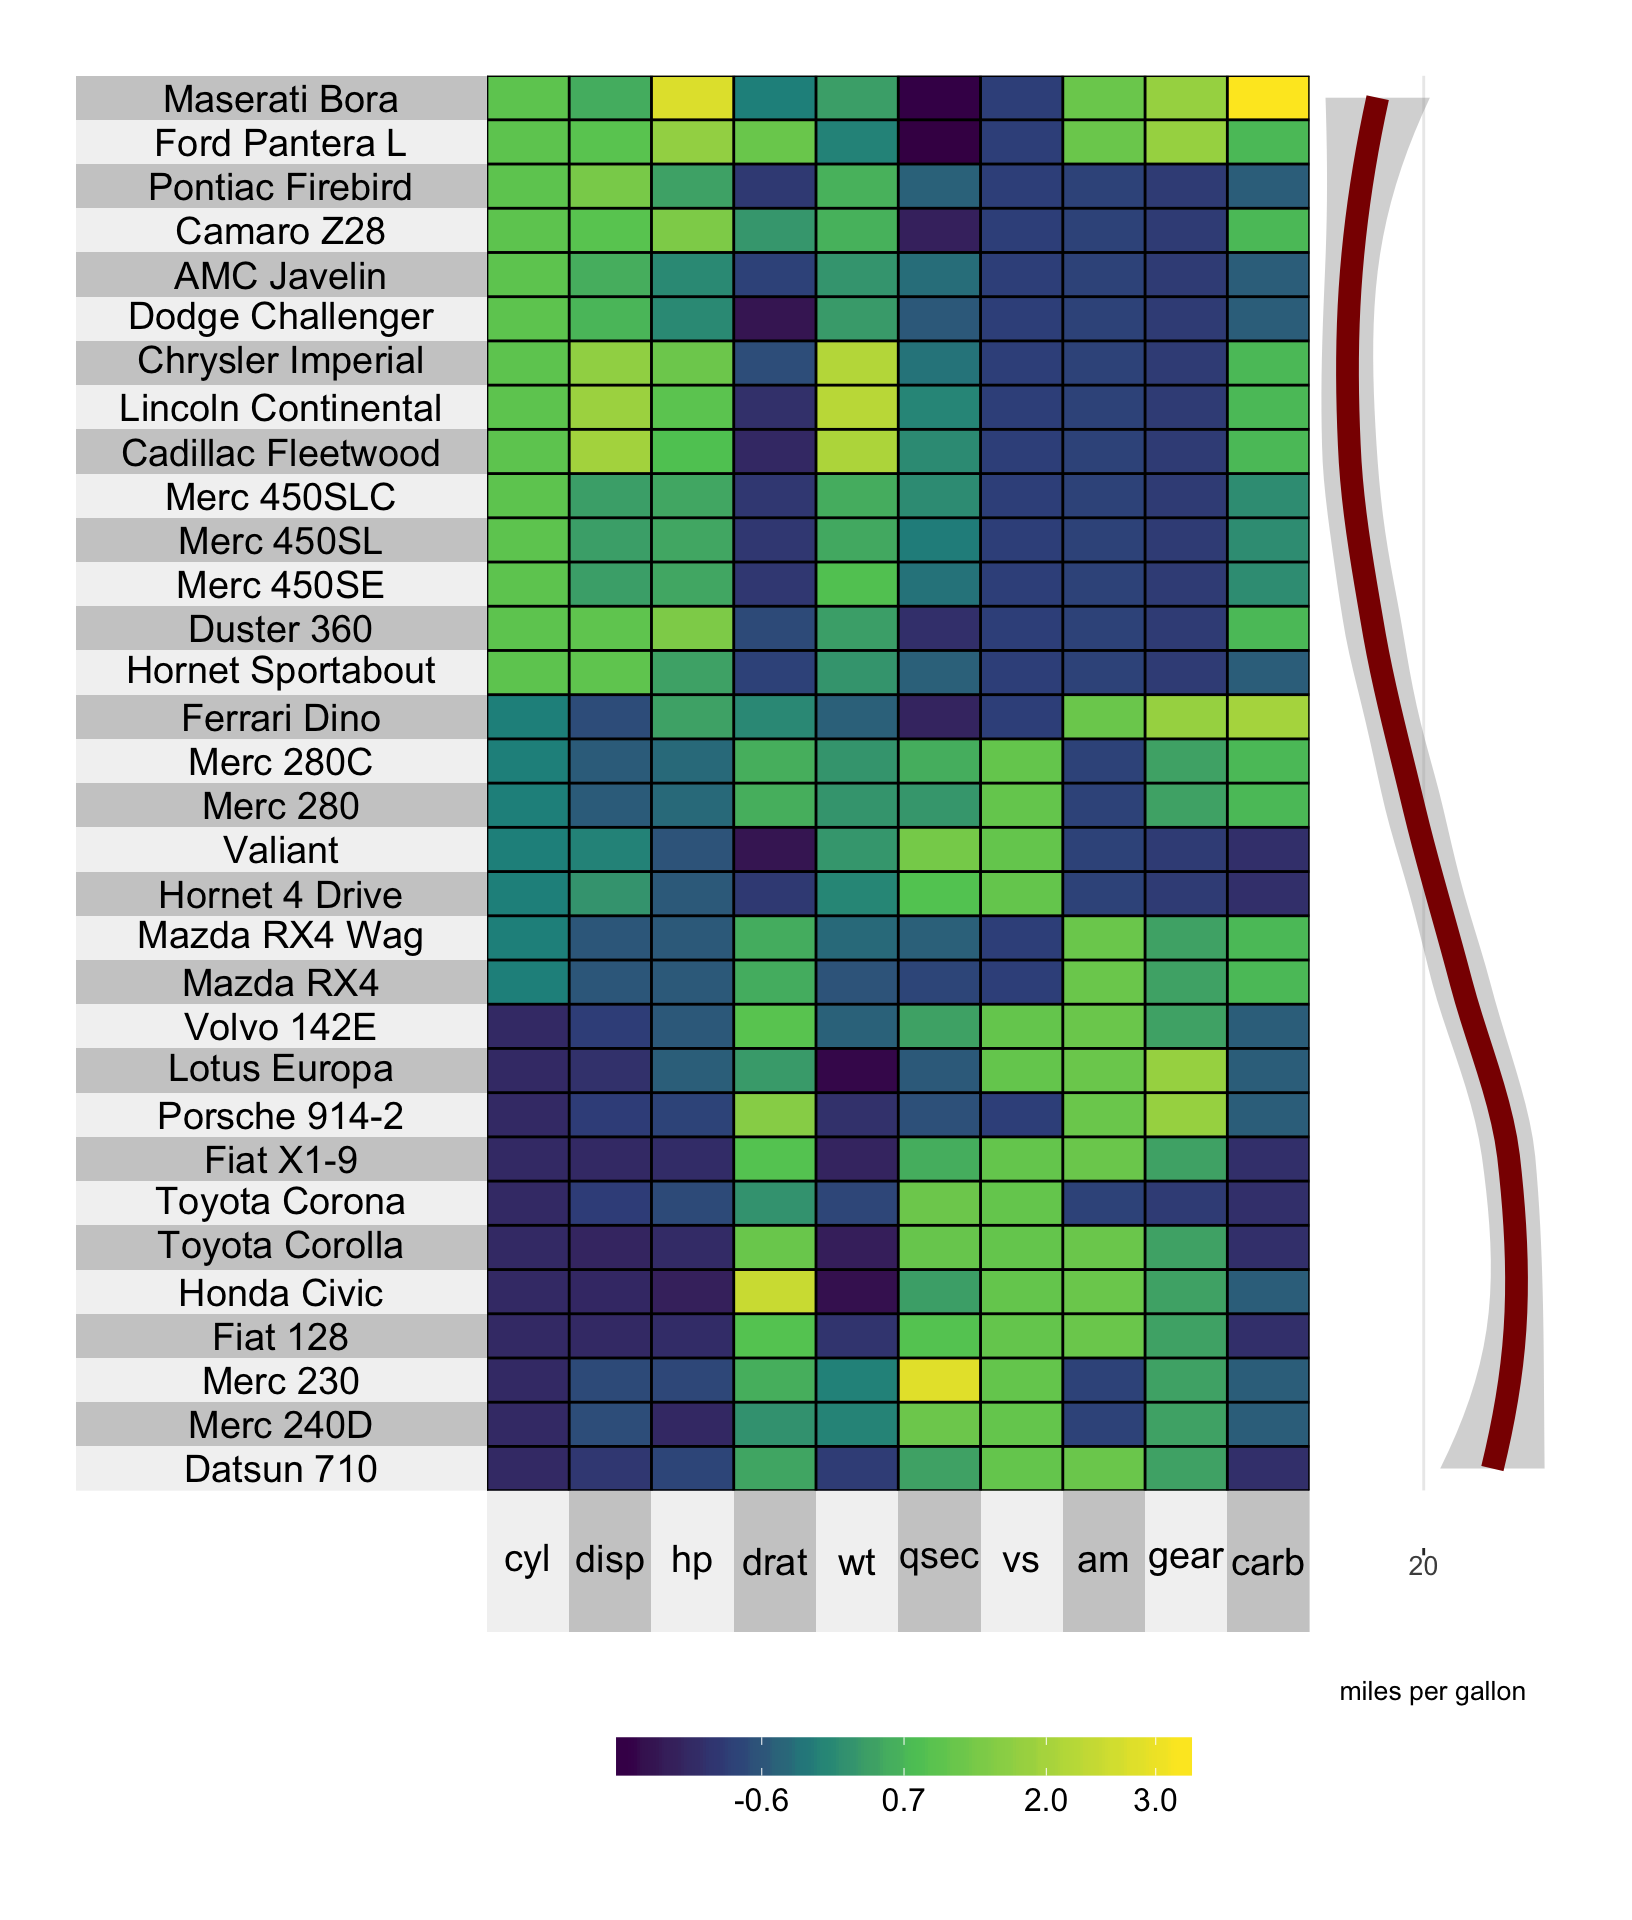 Maserati Bora
Ford Pantera L
Pontiac Firebird
Camaro Z28
AMC Javelin
Dodge Challenger
Chrysler Imperial
Lincoln Continental
Cadillac Fleetwood
Merc 450SLC
Merc 450SL
Merc 450SE
Duster 360
Hornet Sportabout
Ferrari Dino
Merc 280C
Merc 280
Valiant
Hornet 4 Drive
Mazda RX4 Wag
Mazda RX4
Volvo 142E
Lotus Europa
Porsche 914-2
Fiat X1-9
Toyota Corona
Toyota Corolla
Honda Civic
Fiat 128
Merc 230
Merc 240D
Datsun 710
cyl disp hp drat wt qsec vs am gear carb 20
miles per gallon
-0.6 0.7 2.0 3.0